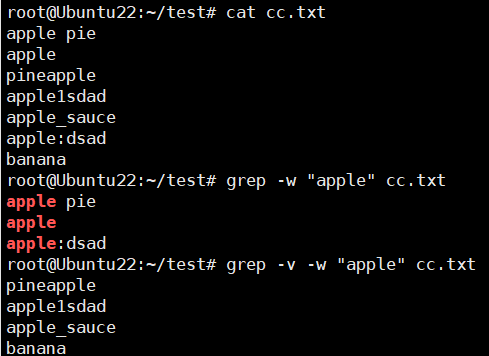 root@Ubuntu22:~/test# cat cc.txt
apple pie
apple
pineapple
apple1sdad
apple_sauce
apple:dsad
banana
root@Ubuntu22:~/test# grep -w "apple" cc.txt
apple pie
apple
apple:dsad
root@Ubuntu22:~/test# grep -v -w "apple" cc.txt
pineapple
apple1sdad
apple_sauce
banana